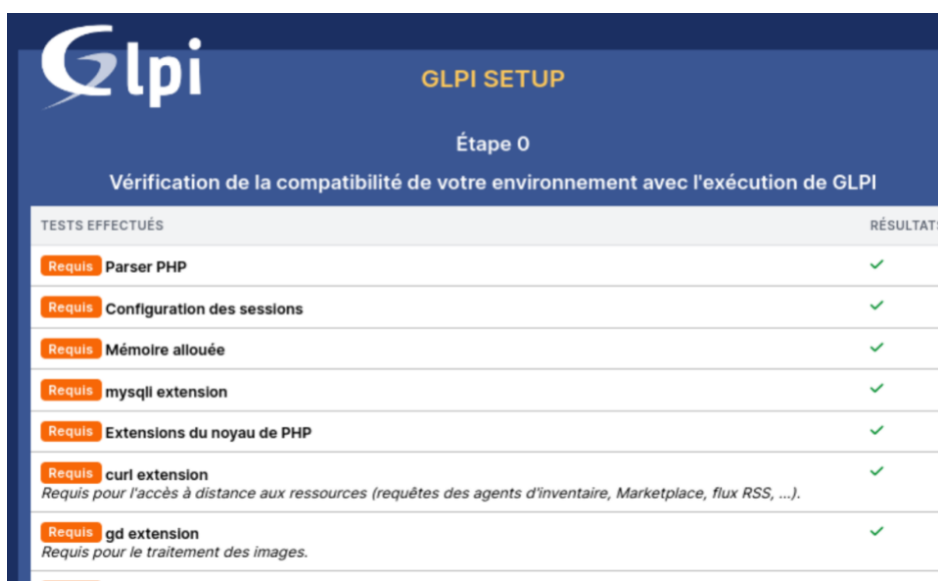 Glpi
GLPI SETUP
Étape 0
Vérification de la compatibilité de votre environnement avec l'exécution de GLPI
TESTS EFFECTUÉS RÉSULTATS
Requis Parser PHP
Requis Configuration des sessions
Requis Mémoire allouée
Requis mysqli extension
Requis Extensions du noyau de PHP
Requis curl extension
Requis pour l'accès à distance aux ressources (requêtes des agents d'inventaire, Marketplace, flux RSS, ...).
Requis gd extension
Requis pour le traitement des images.